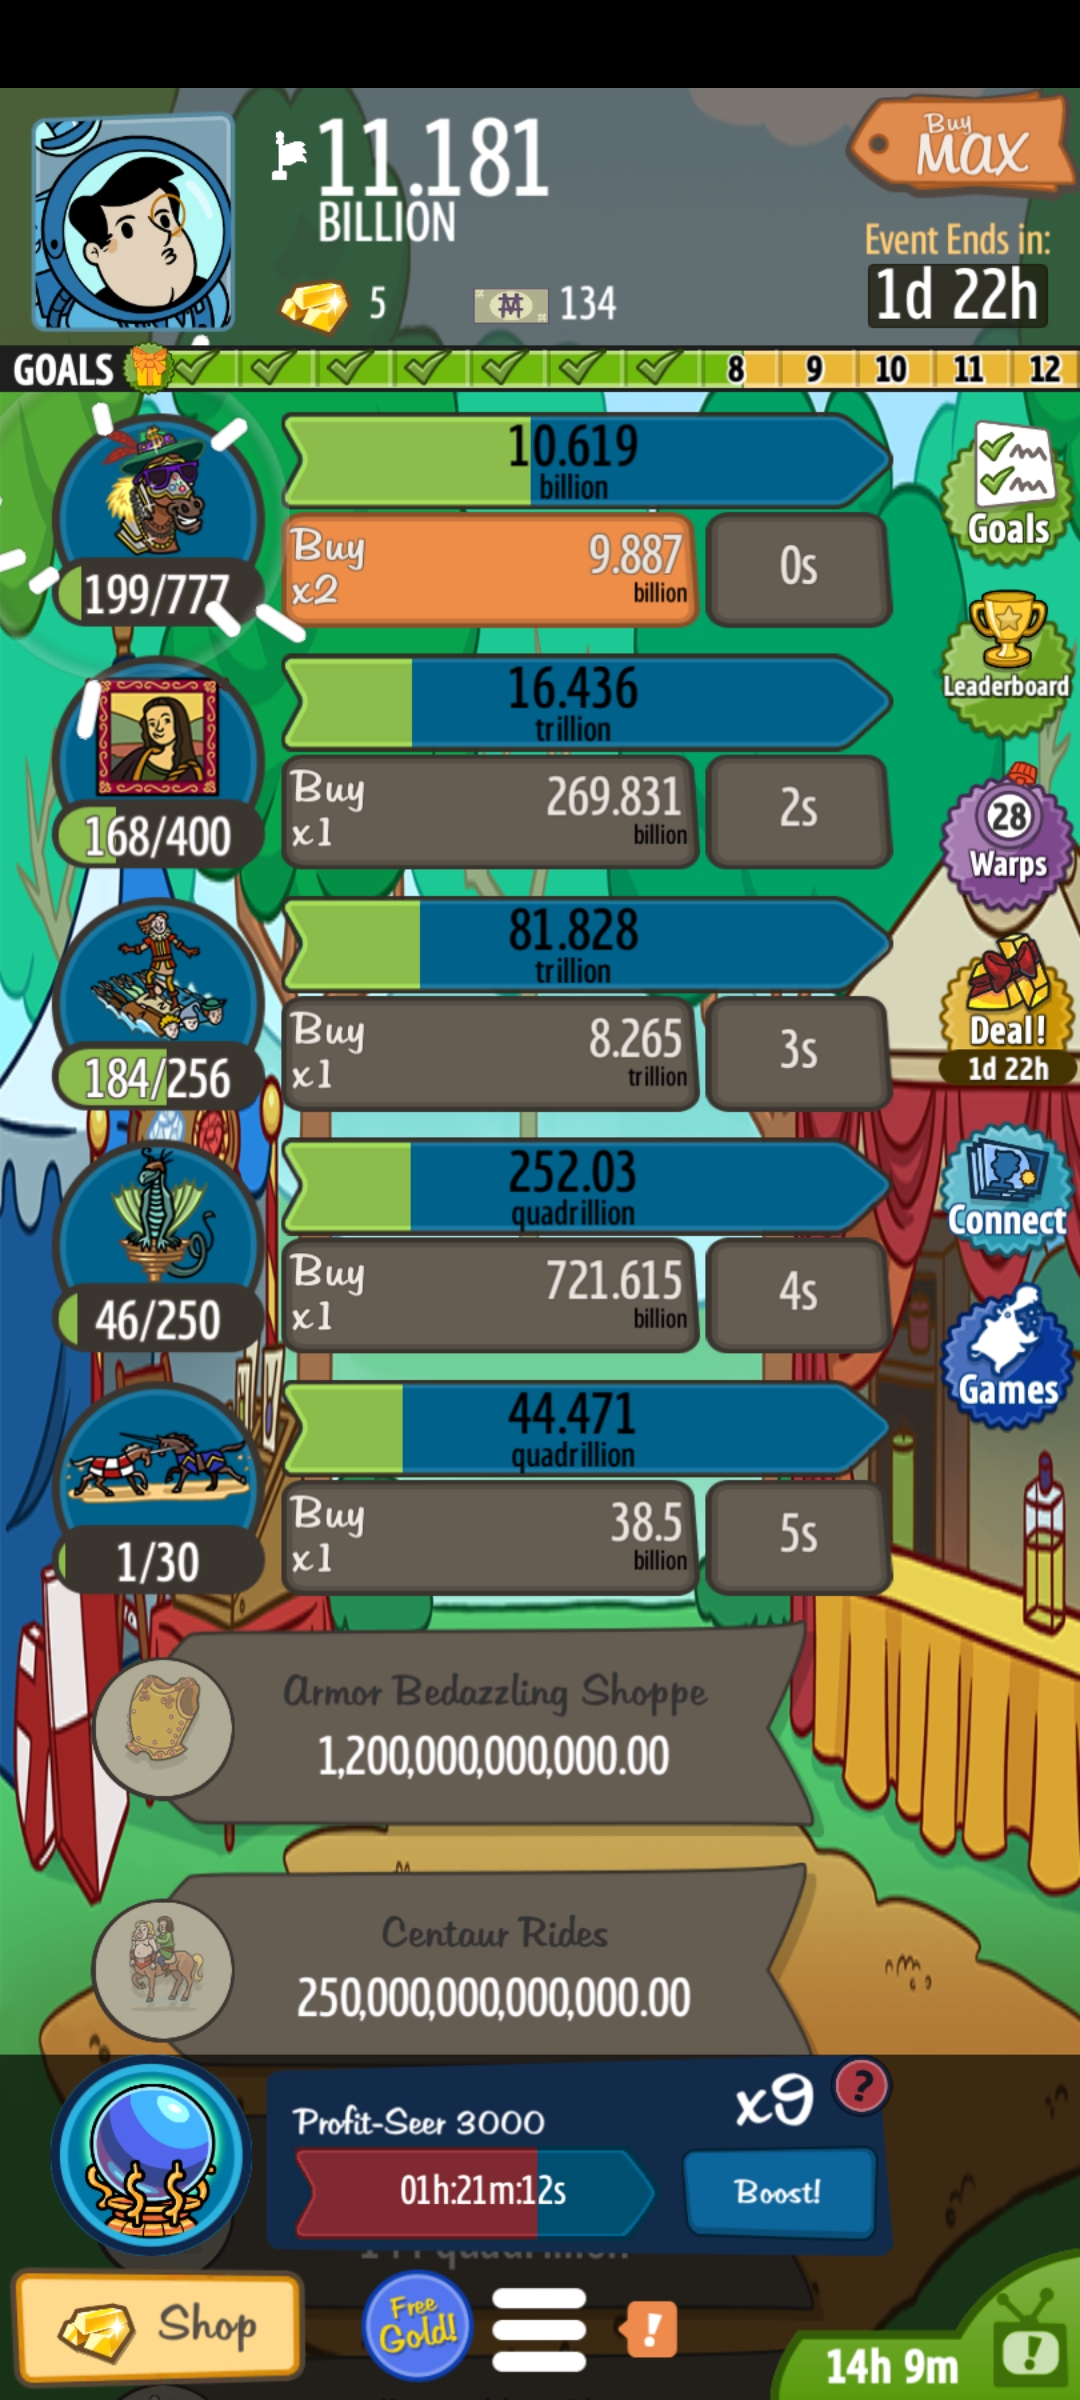 11.181
BILLION
Buy
MAX
Event Ends in:
1d 22h
5
134
GOALS
8 9 10 11 12
10.619
billion
Buy
x2
9.887
billion
0s
199/777
Goals
16.436
trillion
Leaderboard
Buy
x1
269.831
billion
2s
168/400
28
Warps
81.828
trillion
Buy
x1
8.265
trillion
3s
184/256
Deal!
1d 22h
252.03
quadrillion
Connect
Buy
x1
721.615
billion
4s
46/250
Games
44.471
quadrillion
Buy
x1
38.5
billion
5s
1/30
Armor Bedazzling Shoppe
1,200,000,000,000.00
Centaur Rides
250,000,000,000,000.00
Profit-Seer 3000
x9
?
01h:21m:12s
Boost!
Shop
Free
Gold!
!
14h 9m
!